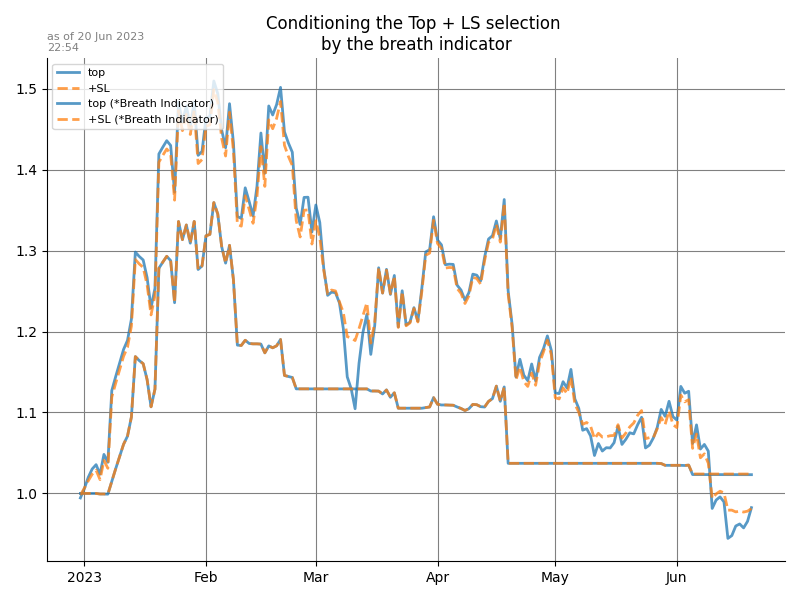 Conditioning the Top + LS selection
by the breath indicator
as of 20 Jun 2023
22:54
top
+SL
top (*Breath Indicator)
+SL (*Breath Indicator)
1.5
1.4
1.3
1.2
1.1
1.0
2023 Feb Mar Apr May Jun